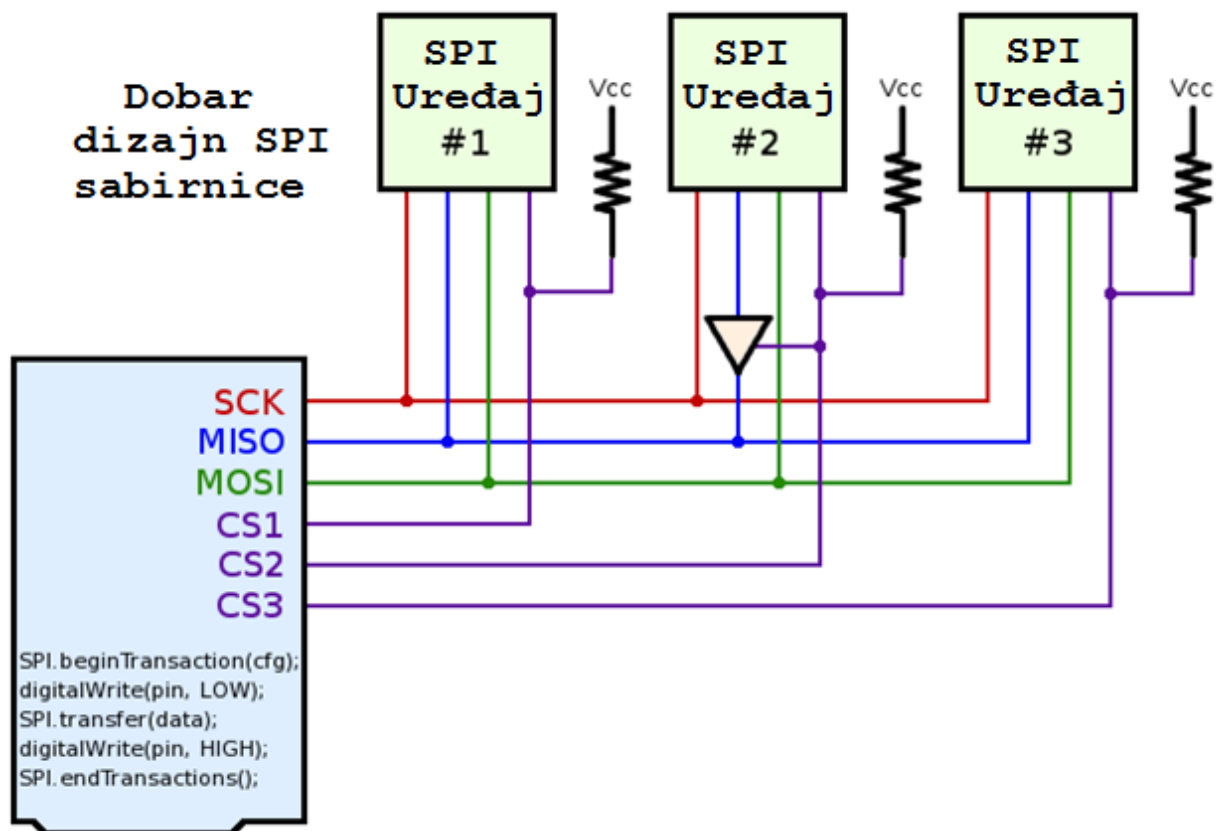 Dobar
dizajn SPI
sabirnice
SPI
Uređaj
#1
Vcc
SPI
Uređaj
#2
Vcc
SPI
Uređaj
#3
Vcc
SCK
MISO
MOSI
CS1
CS2
CS3
SPI.beginTransaction(cfg);
digitalWrite(pin, LOW);
SPI.transfer(data);
digitalWrite(pin, HIGH);
SPI.endTransactions();